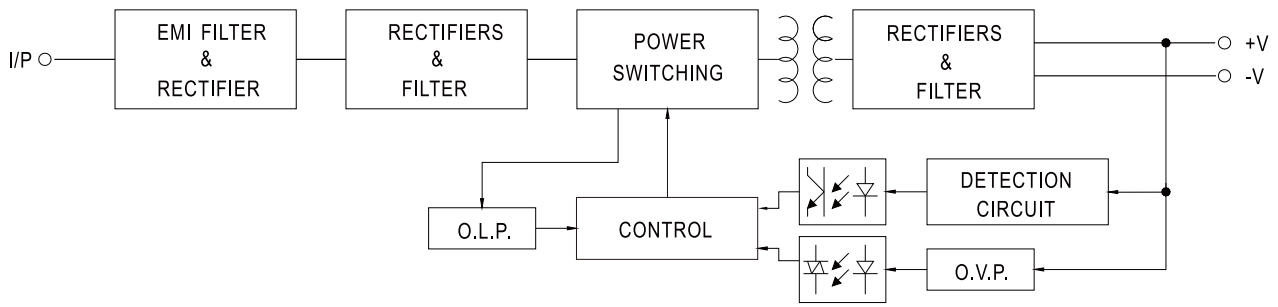 I/P
EMI FILTER
&
RECTIFIER
RECTIFIERS
&
FILTER
POWER
SWITCHING
RECTIFIERS
&
FILTER
+V
-V
DETECTION
CIRCUIT
O.L.P.
CONTROL
O.V.P.